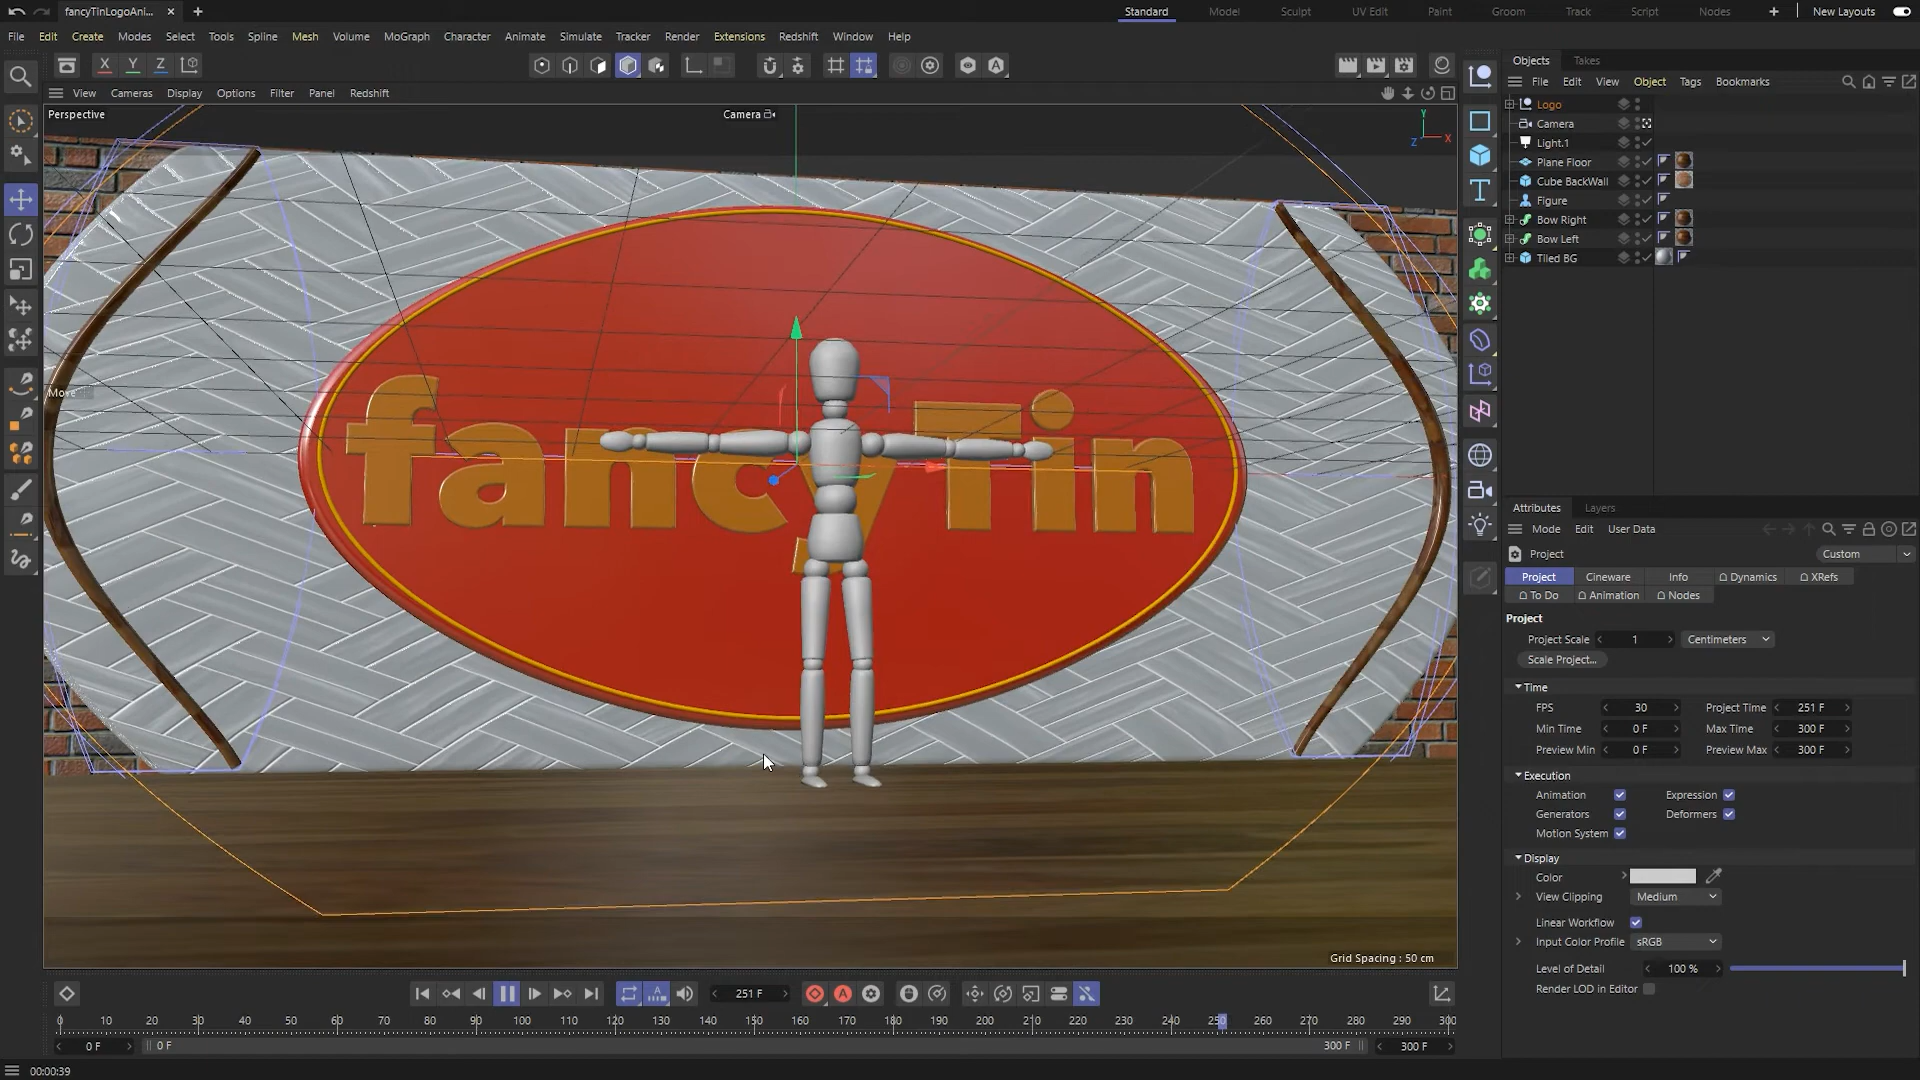 fancyTinLogoAni...
Standard Model Sculpt UV Edit Paint Groom Track Script Nodes New Layouts
File Edit Create Modes Select Tools Spline Mesh Volume MoGraph Character Animate Simulate Tracker Render Redshift Extensions Window Help
X Y Z
View Cameras Display Options Filter Panel Redshift
Perspective
Camera
Y
Z X
Move
fancyTin
Grid Spacing : 50 cm
Objects Takes
File Edit View Object Tags Bookmarks
Logo
Camera
Light.1
Plane Floor
Cube BackWall
Figure
Bow Right
Bow Left
Tiled BG
Attributes Layers
Mode Edit User Data
Project Custom
Project Cineware Info Dynamics XRefs
To Do Animation Nodes
Project
Project Scale 1 Centimeters
Scale Project...
Time
FPS 30 Project Time 251 F
Min Time 0 F Max Time 300 F
Preview Min 0 F Preview Max 300 F
Execution
Animation Expression
Generators Deformers
Motion System
Display
Color
View Clipping Medium
Linear Workflow
Input Color Profile sRGB
Level of Detail 100 %
Render LOD in Editor
251 F
0 10 20 30 40 50 60 70 80 90 100 110 120 130 140 150 160 170 180 190 200 210 220 230 240 250 260 270 280 290 300
0 F 0 F 300 F 300 F
00:00:39